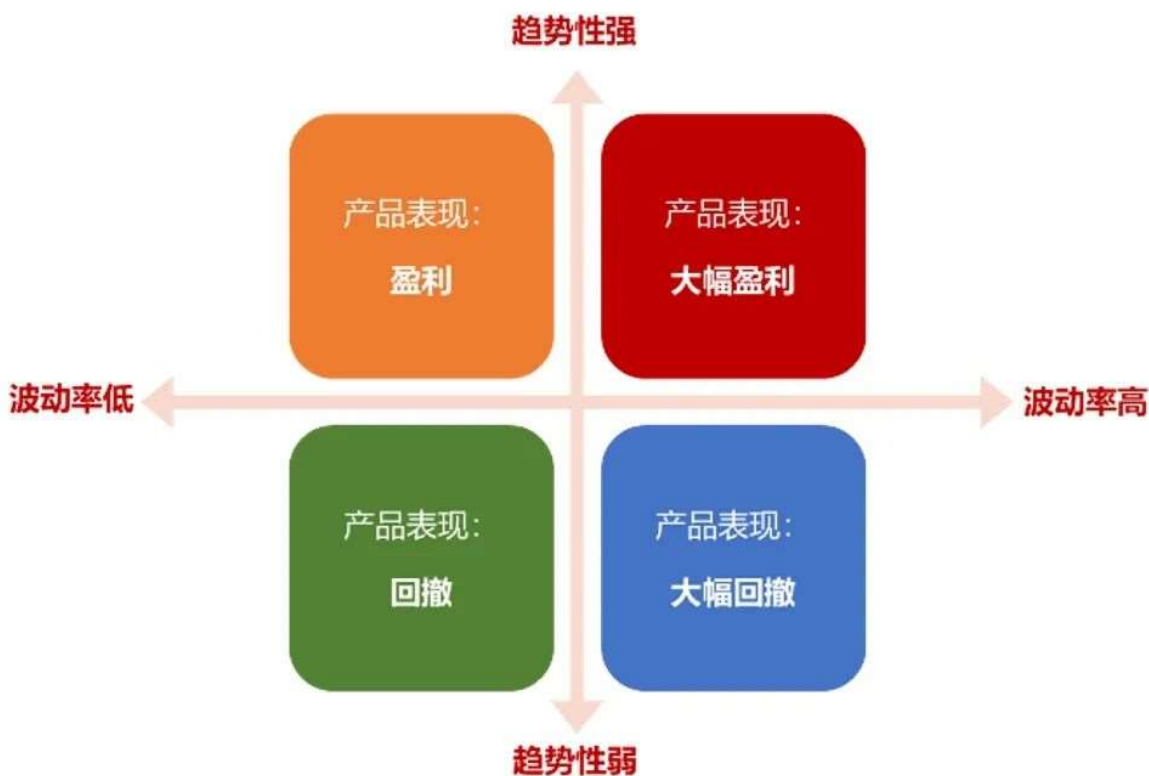 趋势性强
产品表现：
盈利
产品表现：
大幅盈利
波动率低
波动率高
产品表现：
回撤
产品表现：
大幅回撤
趋势性弱